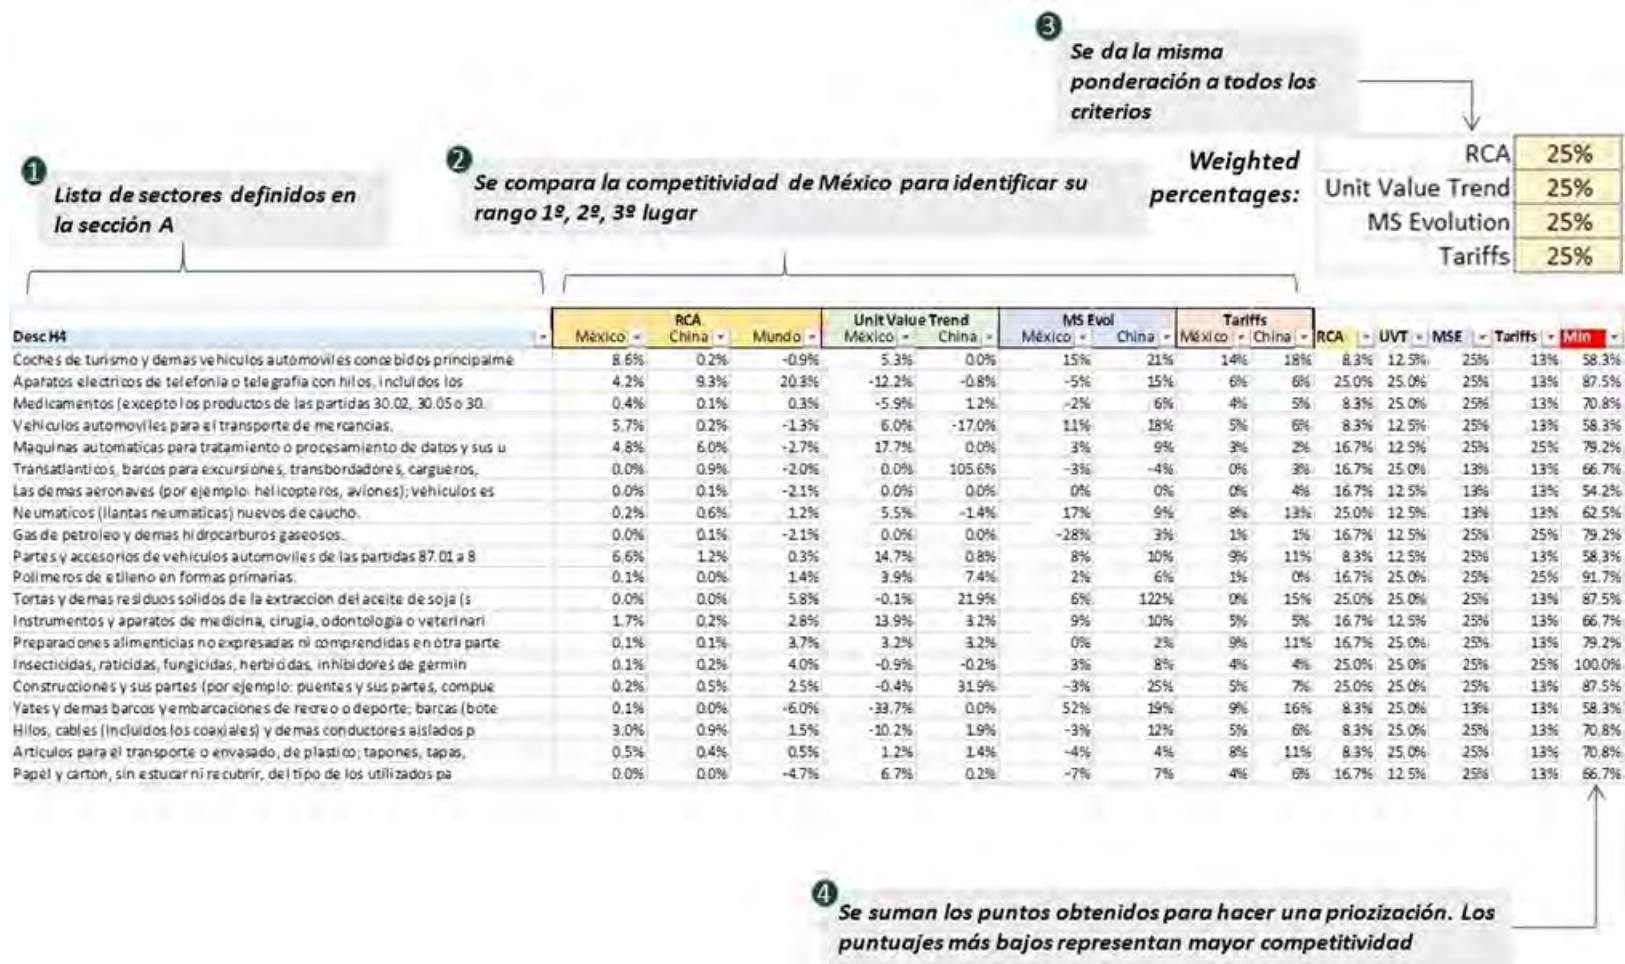 3
Se da la misma
ponderación a todos los
criterios
1
Lista de sectores definidos en
la sección A
2
Se compara la competitividad de México para identificar su
rango 1º, 2º, 3º lugar
Weighted
percentages:
RCA 25%
Unit Value Trend 25%
MS Evolution 25%
Tariffs 25%
RCA Unit Value Trend MS Evol Tariffs
Desc H4 México China Mundo México China México China México China RCA UVT MSE Tariffs Min
Coches de turismo y demas vehiculos automoviles concebidos principalme 8.6% 0.2% -0.9% 5.3% 0.0% 15% 21% 14% 18% 8.3% 12.5% 25% 13% 58.3%
Aparatos electricos de telefonia o telegrafia con hilos, incluidos los 4.2% 9.3% 20.3% -12.2% -0.8% -5% 15% 6% 6% 25.0% 25.0% 25% 13% 87.5%
Medicamentos (excepto los productos de las partidas 30.02, 30.05 o 30. 0.4% 0.1% 0.3% -5.9% 1.2% -2% 6% 4% 5% 8.3% 25.0% 25% 13% 70.8%
Vehiculos automoviles para el transporte de mercancias. 5.7% 0.2% -1.3% 6.0% -17.0% 11% 18% 5% 6% 8.3% 12.5% 25% 13% 58.3%
Maquinas automaticas para tratamiento o procesamiento de datos y sus u 4.8% 6.0% -2.7% 17.7% 0.0% 3% 9% 3% 2% 16.7% 12.5% 25% 25% 79.2%
Transatlanticos, barcos para excursiones, transbordadores, cargueros, 0.0% 0.9% -2.0% 0.0% 105.6% -3% -4% 0% 3% 16.7% 25.0% 13% 13% 66.7%
Las demas aeronaves (por ejemplo: helicopteros, aviones); vehiculos es 0.0% 0.1% -2.1% 0.0% 0.0% 0% 0% 0% 4% 16.7% 12.5% 13% 13% 54.2%
Neumaticos (llantas neumaticas) nuevos de caucho. 0.2% 0.6% 1.2% 5.5% -1.4% 17% 9% 8% 13% 25.0% 12.5% 13% 13% 62.5%
Gas de petroleo y demas hidrocarburos gaseosos. 0.0% 0.1% -2.1% 0.0% 0.0% -28% 3% 1% 1% 16.7% 12.5% 25% 25% 79.2%
Partes y accesorios de vehiculos automoviles de las partidas 87.01 a 8 6.6% 1.2% 0.3% 14.7% 0.8% 8% 10% 9% 11% 8.3% 12.5% 25% 13% 58.3%
Polimeros de etileno en formas primarias. 0.1% 0.0% 1.4% 3.9% 7.4% 2% 6% 1% 0% 16.7% 25.0% 25% 25% 91.7%
Tortas y demas residuos solidos de la extraccion del aceite de soja (s 0.0% 0.0% 5.8% -0.1% 21.9% 6% 122% 0% 15% 25.0% 25.0% 25% 13% 87.5%
Instrumentos y aparatos de medicina, cirugia, odontologia o veterinari 1.7% 0.2% 2.8% 13.9% 3.2% 9% 10% 5% 5% 16.7% 12.5% 25% 13% 66.7%
Preparaciones alimenticias no expresadas ni comprendidas en otra parte 0.1% 0.1% 3.7% 3.2% 3.2% 0% 2% 9% 11% 16.7% 25.0% 25% 13% 79.2%
Insecticidas, raticidas, fungicidas, herbicidas, inhibidores de germin 0.1% 0.2% 4.0% -0.9% -0.2% 3% 8% 4% 4% 25.0% 25.0% 25% 25% 100.0%
Construcciones y sus partes (por ejemplo: puentes y sus partes, compue 0.2% 0.5% 2.5% -0.4% 31.9% -3% 25% 5% 7% 25.0% 25.0% 25% 13% 87.5%
Yates y demas barcos y embarcaciones de recreo o deporte; barcas (bote 0.1% 0.0% -6.0% -33.7% 0.0% 52% 19% 9% 16% 8.3% 25.0% 13% 13% 58.3%
Hilos, cables (incluidos los coaxiales) y demas conductores aislados p 3.0% 0.9% 1.5% -10.2% 1.9% -3% 12% 5% 6% 8.3% 25.0% 25% 13% 70.8%
Articulos para el transporte o envasado, de plastico; tapones, tapas, 0.5% 0.4% 0.5% 1.2% 1.4% -4% 4% 8% 11% 8.3% 25.0% 25% 13% 70.8%
Papel y carton, sin estucar ni recubrir, del tipo de los utilizados pa 0.0% 0.0% -4.7% 6.7% 0.2% -7% 7% 4% 6% 16.7% 12.5% 25% 13% 66.7%
4
Se suman los puntos obtenidos para hacer una priozización. Los
puntuajes más bajos representan mayor competitividad